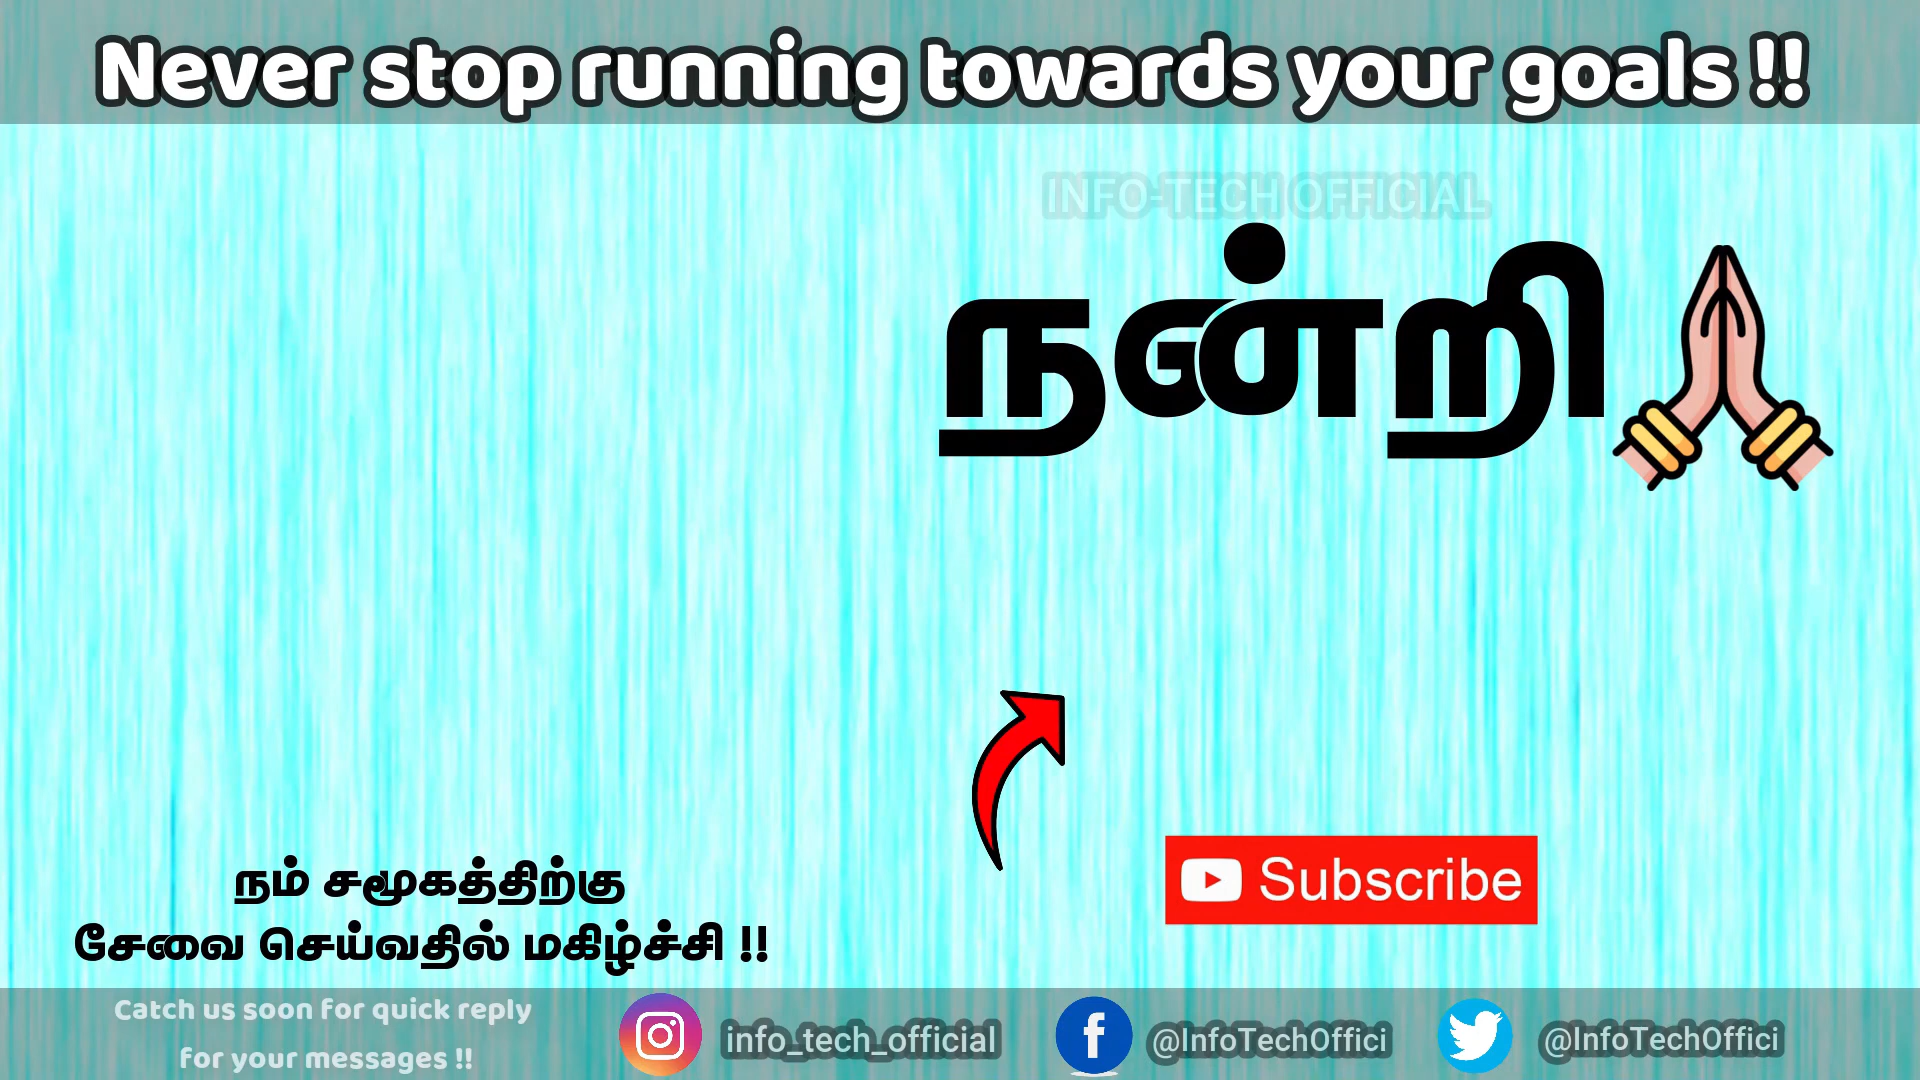 Never stop running towards your goals !!
INFO-TECH OFFICIAL
நன்றி
Subscribe
நம் சமூகத்திற்கு
சேவை செய்வதில் மகிழ்ச்சி !!
Catch us soon for quick reply
for your messages !!
info_tech_official
@InfoTechOffici
@InfoTechOffici